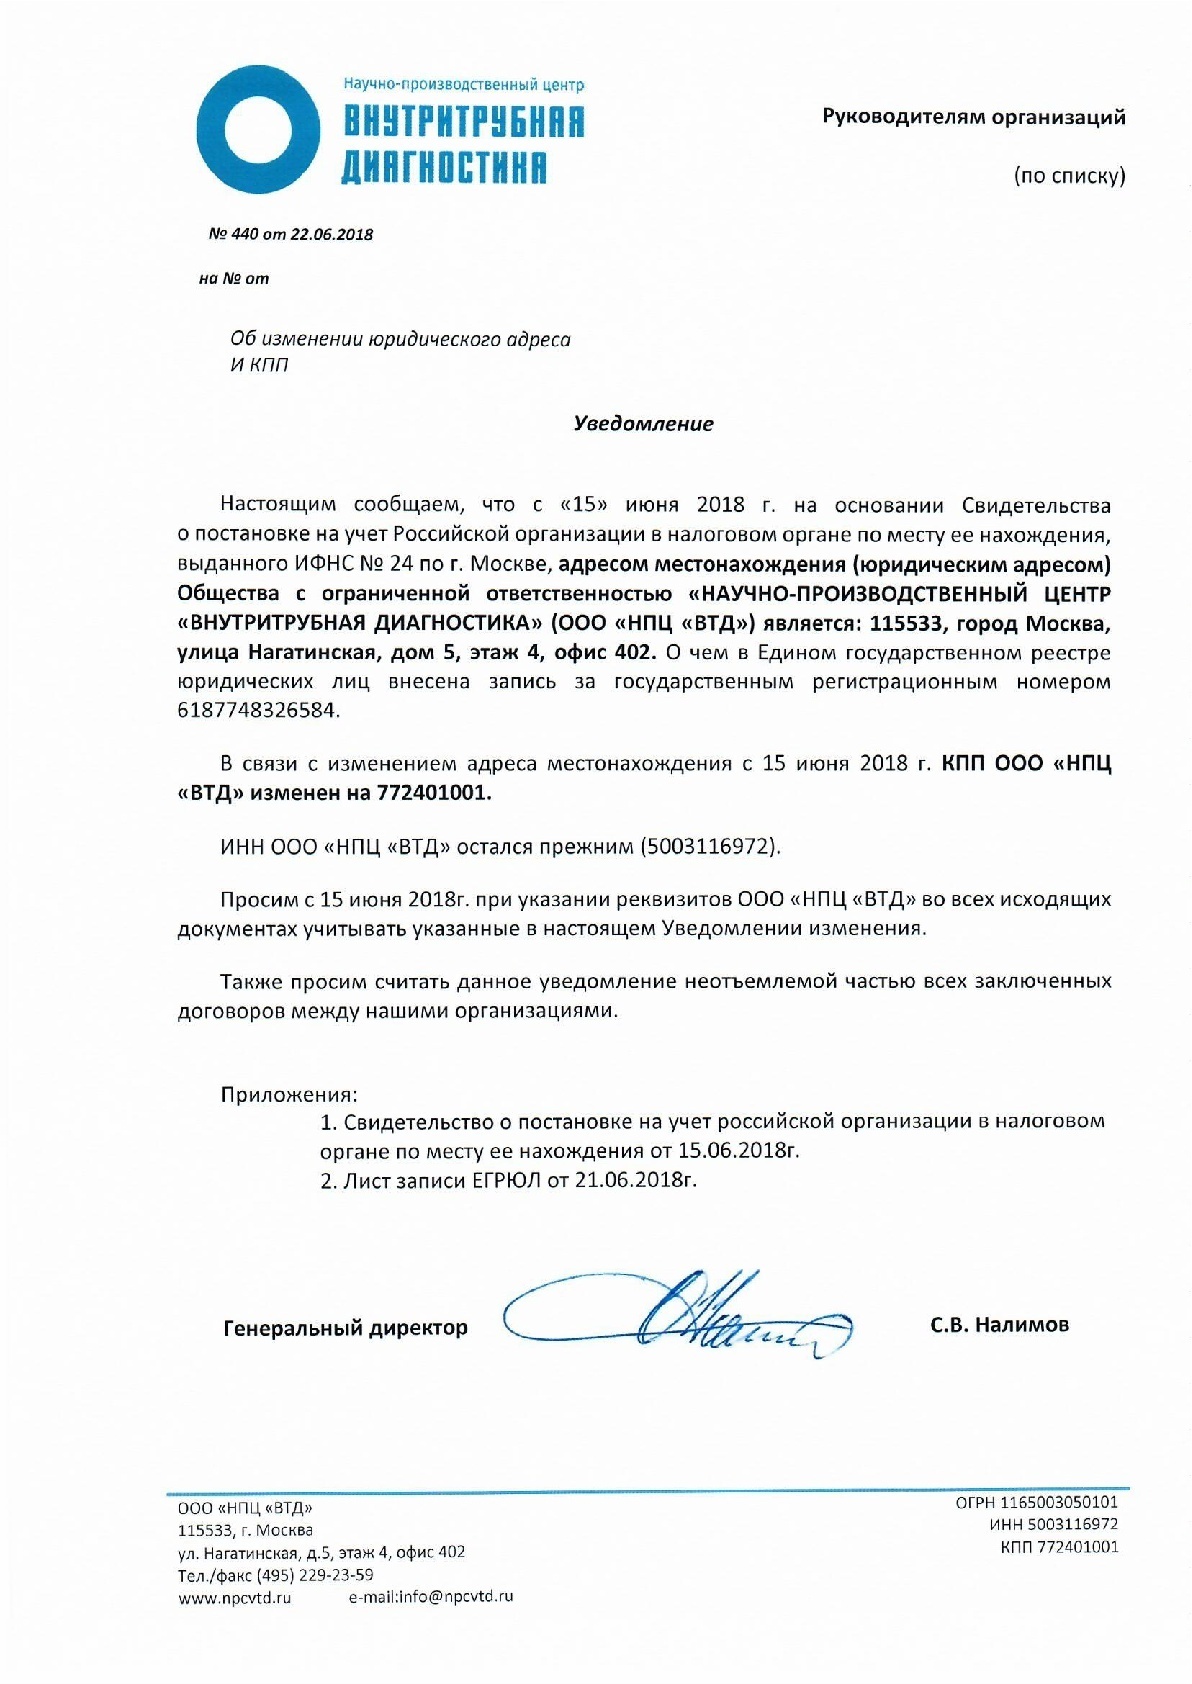 Научно-производственный центр
ВНУТРИТРУБНАЯ
ДИАГНОСТИКА
Руководителям организаций
(по списку)
№ 440 от 22.06.2018
на № от
Об изменении юридического адреса
И КПП
Уведомление
Настоящим сообщаем, что с «15» июня 2018 г. на основании Свидетельства
о постановке на учет Российской организации в налоговом органе по месту ее нахождения,
выданного ИФНС № 24 по г. Москве, адресом местонахождения (юридическим адресом)
Общества с ограниченной ответственностью «НАУЧНО-ПРОИЗВОДСТВЕННЫЙ ЦЕНТР
«ВНУТРИТРУБНАЯ ДИАГНОСТИКА» (ООО «НПЦ «ВТД») является: 115533, город Москва,
улица Нагатинская, дом 5, этаж 4, офис 402. О чем в Едином государственном реестре
юридических лиц внесена запись за государственным регистрационным номером
6187748326584.
В связи с изменением адреса местонахождения с 15 июня 2018 г. КПП ООО «НПЦ
«ВТД» изменен на 772401001.
ИНН ООО «НПЦ «ВТД» остался прежним (5003116972).
Просим с 15 июня 2018г. при указании реквизитов ООО «НПЦ «ВТД» во всех исходящих
документах учитывать указанные в настоящем Уведомлении изменения.
Также просим считать данное уведомление неотъемлемой частью всех заключенных
договоров между нашими организациями.
Приложения:
1. Свидетельство о постановке на учет российской организации в налоговом
органе по месту ее нахождения от 15.06.2018г.
2. Лист записи ЕГРЮЛ от 21.06.2018г.
Генеральный директор
С.В. Налимов
ООО «НПЦ «ВТД»
115533, г. Москва
ул. Нагатинская, д.5, этаж 4, офис 402
Тел./факс (495) 229-23-59
www.npcvtd.ru e-mail:info@npcvtd.ru
ОГРН 1165003050101
ИНН 5003116972
КПП 772401001